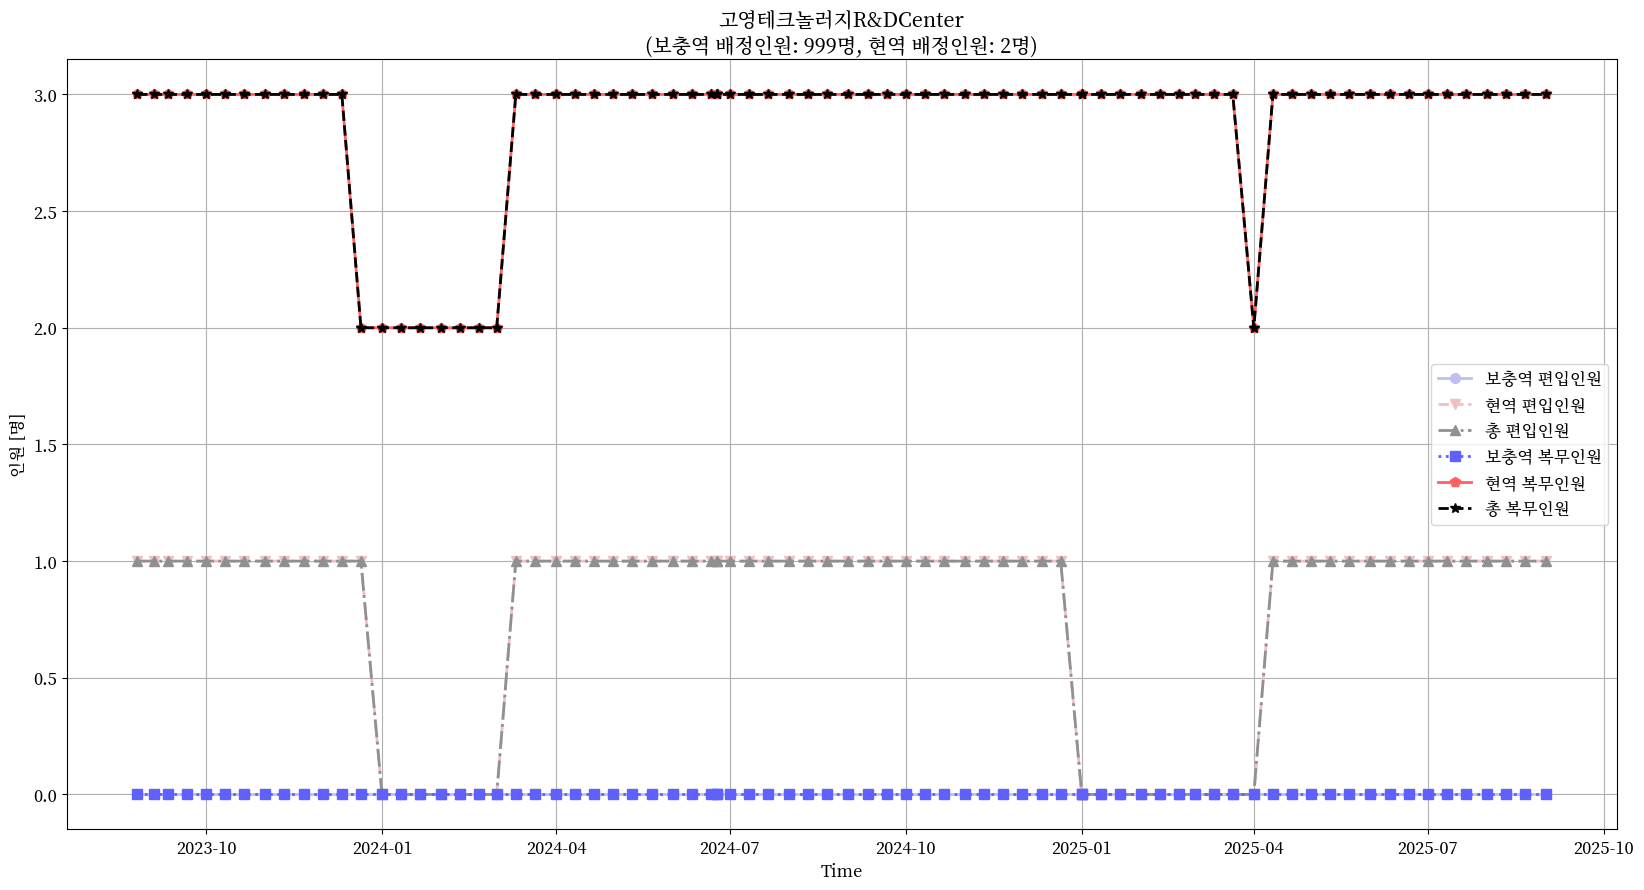 고영테크놀러지R&DCenter
(보충역 배정인원: 999명, 현역 배정인원: 2명)
3.0
2.5
2.0
1.5
1.0
0.5
0.0
인원 [명]
보충역 편입인원
현역 편입인원
총 편입인원
보충역 복무인원
현역 복무인원
총 복무인원
2023-10
2024-01
2024-04
2024-07
2024-10
2025-01
2025-04
2025-07
2025-10
Time